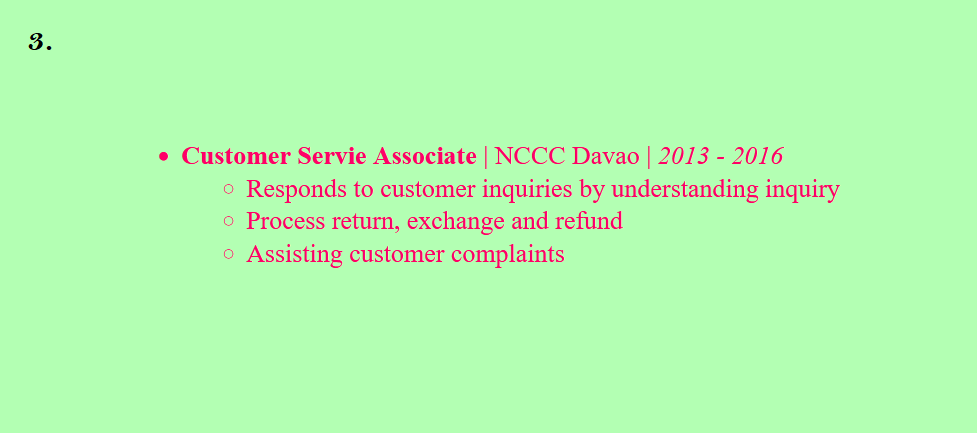 3.
• Customer Servie Associate | NCCC Davao | 2013 - 2016
○ Responds to customer inquiries by understanding inquiry
○ Process return, exchange and refund
○ Assisting customer complaints